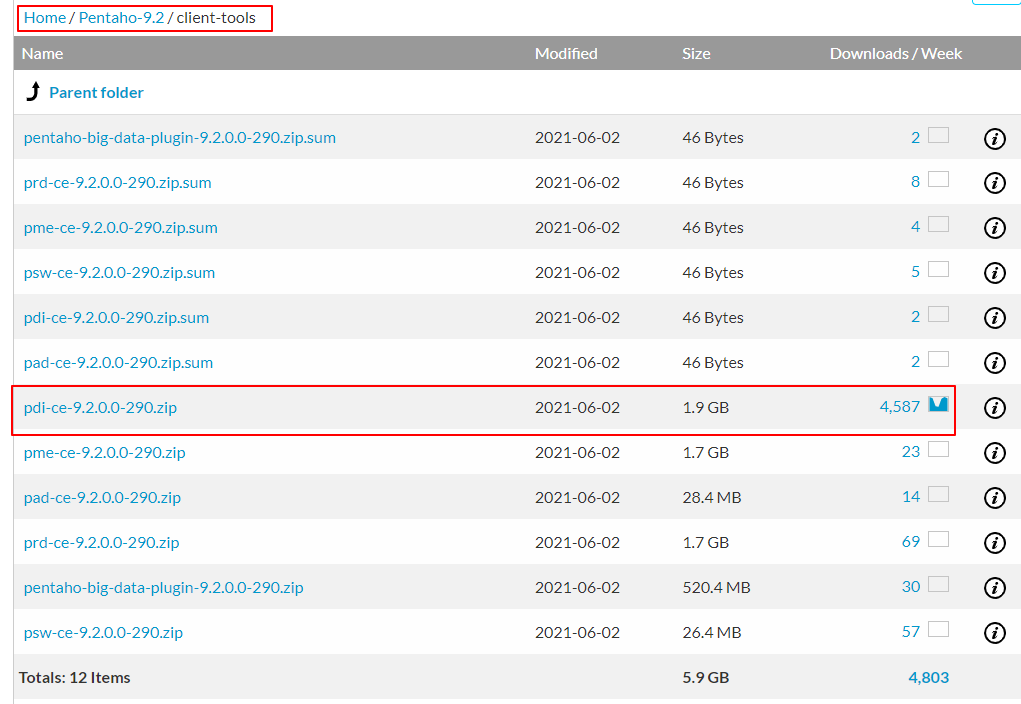 Home / Pentaho-9.2 / client-tools
Name Modified Size Downloads / Week
Parent folder
pentaho-big-data-plugin-9.2.0.0-290.zip.sum 2021-06-02 46 Bytes 2
prd-ce-9.2.0.0-290.zip.sum 2021-06-02 46 Bytes 8
pme-ce-9.2.0.0-290.zip.sum 2021-06-02 46 Bytes 4
psw-ce-9.2.0.0-290.zip.sum 2021-06-02 46 Bytes 5
pdi-ce-9.2.0.0-290.zip.sum 2021-06-02 46 Bytes 2
pad-ce-9.2.0.0-290.zip.sum 2021-06-02 46 Bytes 2
pdi-ce-9.2.0.0-290.zip 2021-06-02 1.9 GB 4,587
pme-ce-9.2.0.0-290.zip 2021-06-02 1.7 GB 23
pad-ce-9.2.0.0-290.zip 2021-06-02 28.4 MB 14
prd-ce-9.2.0.0-290.zip 2021-06-02 1.7 GB 69
pentaho-big-data-plugin-9.2.0.0-290.zip 2021-06-02 520.4 MB 30
psw-ce-9.2.0.0-290.zip 2021-06-02 26.4 MB 57
Totals: 12 Items 5.9 GB 4,803